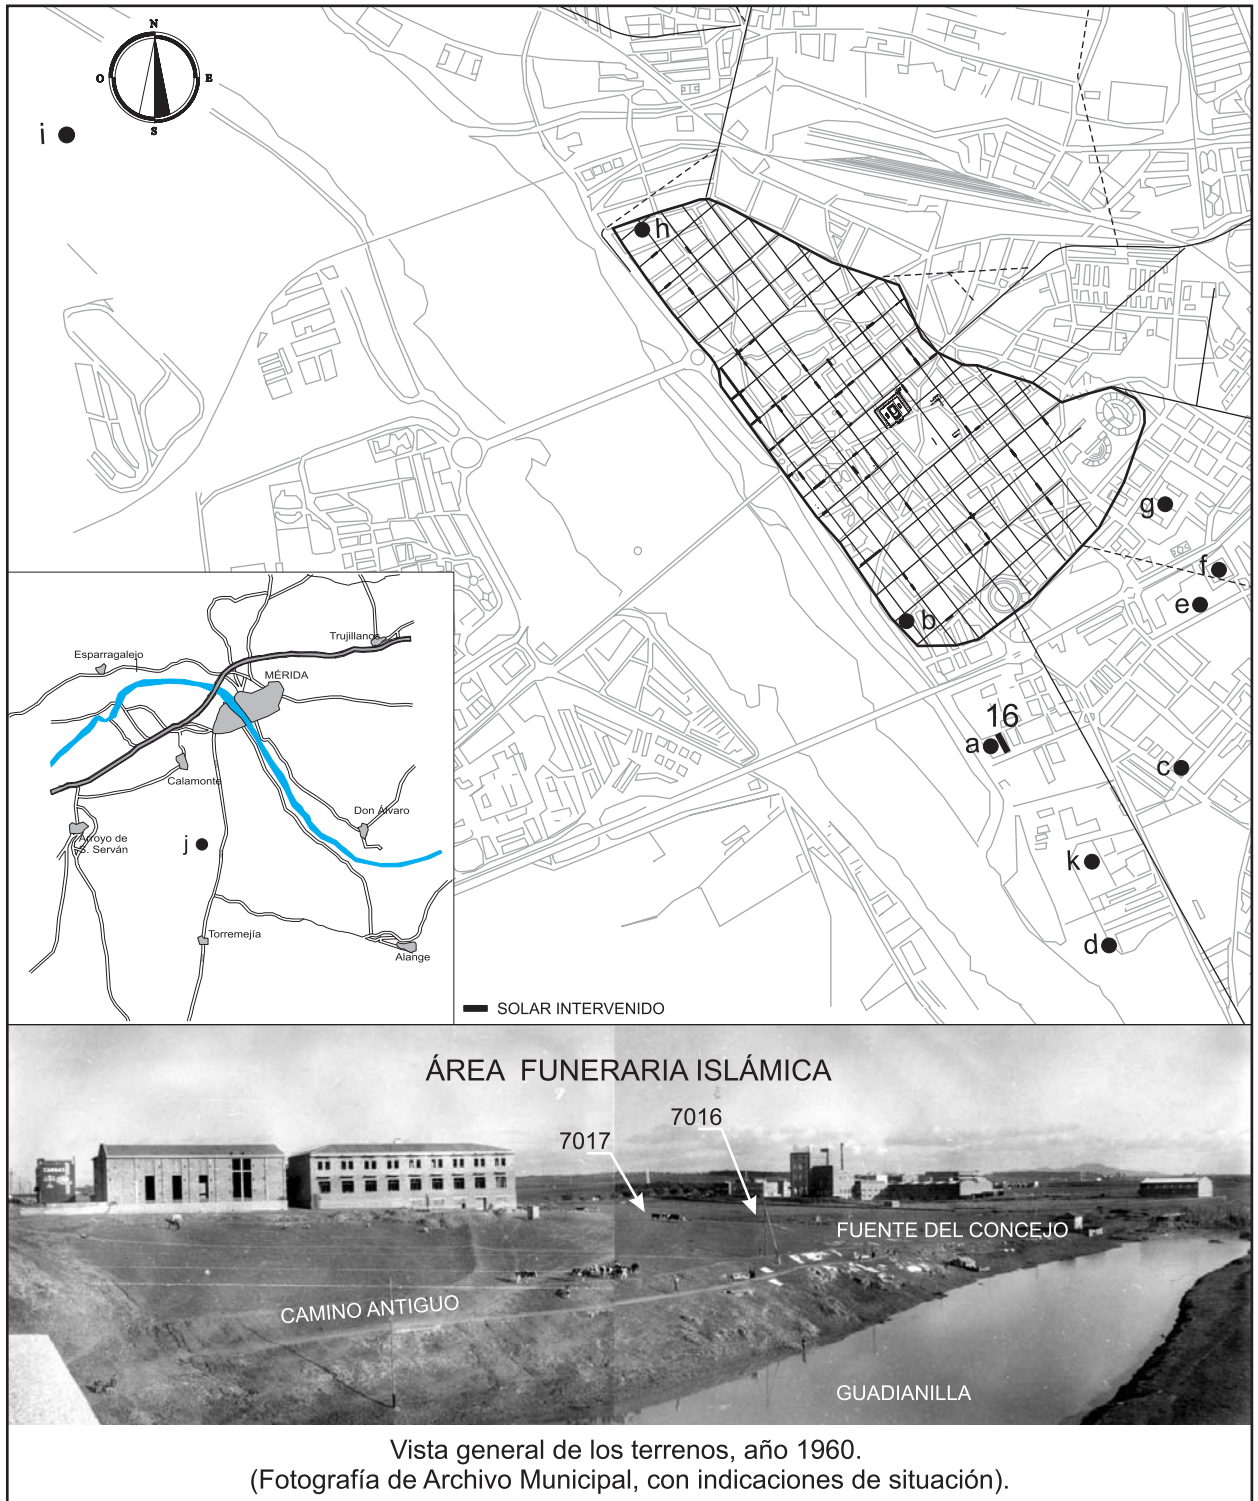 N
O
E
S
i
h
g
g
f
e
b
16
a
c
k
d
Trujillanos
Esparragalejo
MÉRIDA
Calamonte
Don Álvaro
Arroyo de
S. Serván
j
Torremejía
Alange
SOLAR INTERVENIDO
ÁREA FUNERARIA ISLÁMICA
7016
7017
FUENTE DEL CONCEJO
CAMINO ANTIGUO
GUADIANILLA
Vista general de los terrenos, año 1960.
(Fotografía de Archivo Municipal, con indicaciones de situación).